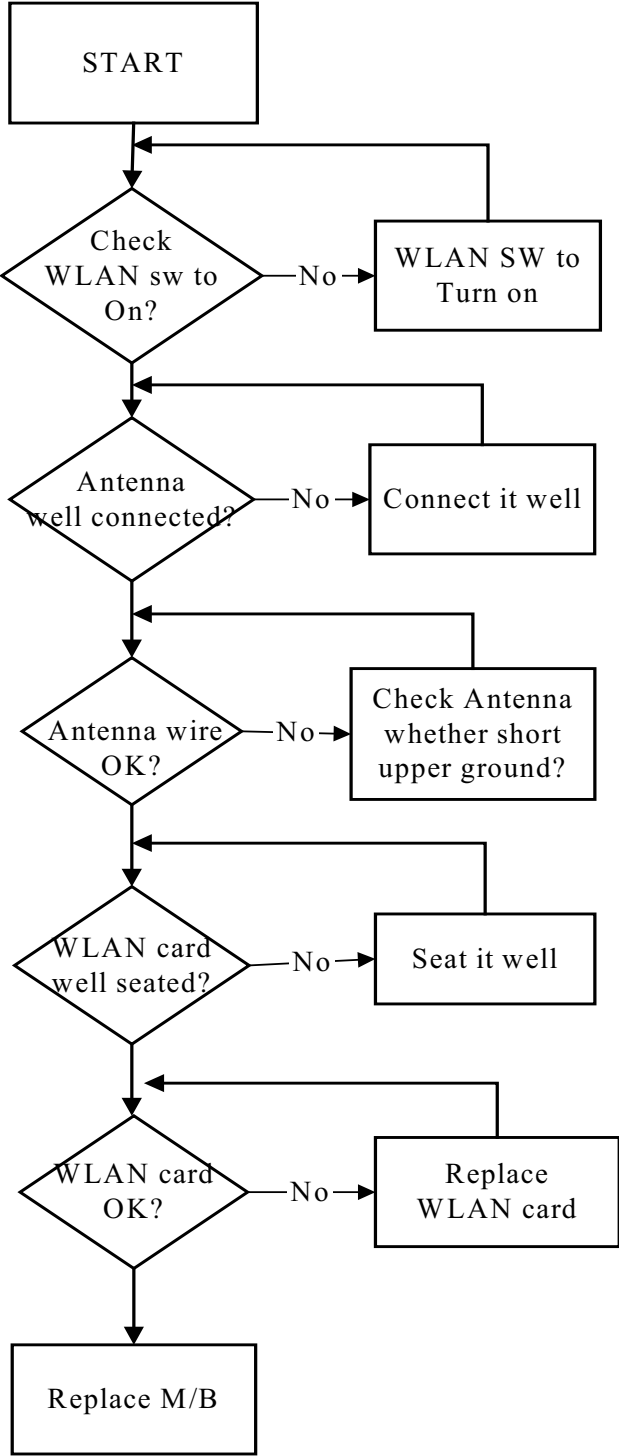 START
Check
WLAN sw to
On?
No
WLAN SW to
Turn on
Antenna
well connected?
No
Connect it well
Antenna wire
OK?
No
Check Antenna
whether short
upper ground?
WLAN card
well seated?
No
Seat it well
WLAN card
OK?
No
Replace
WLAN card
Replace M/B